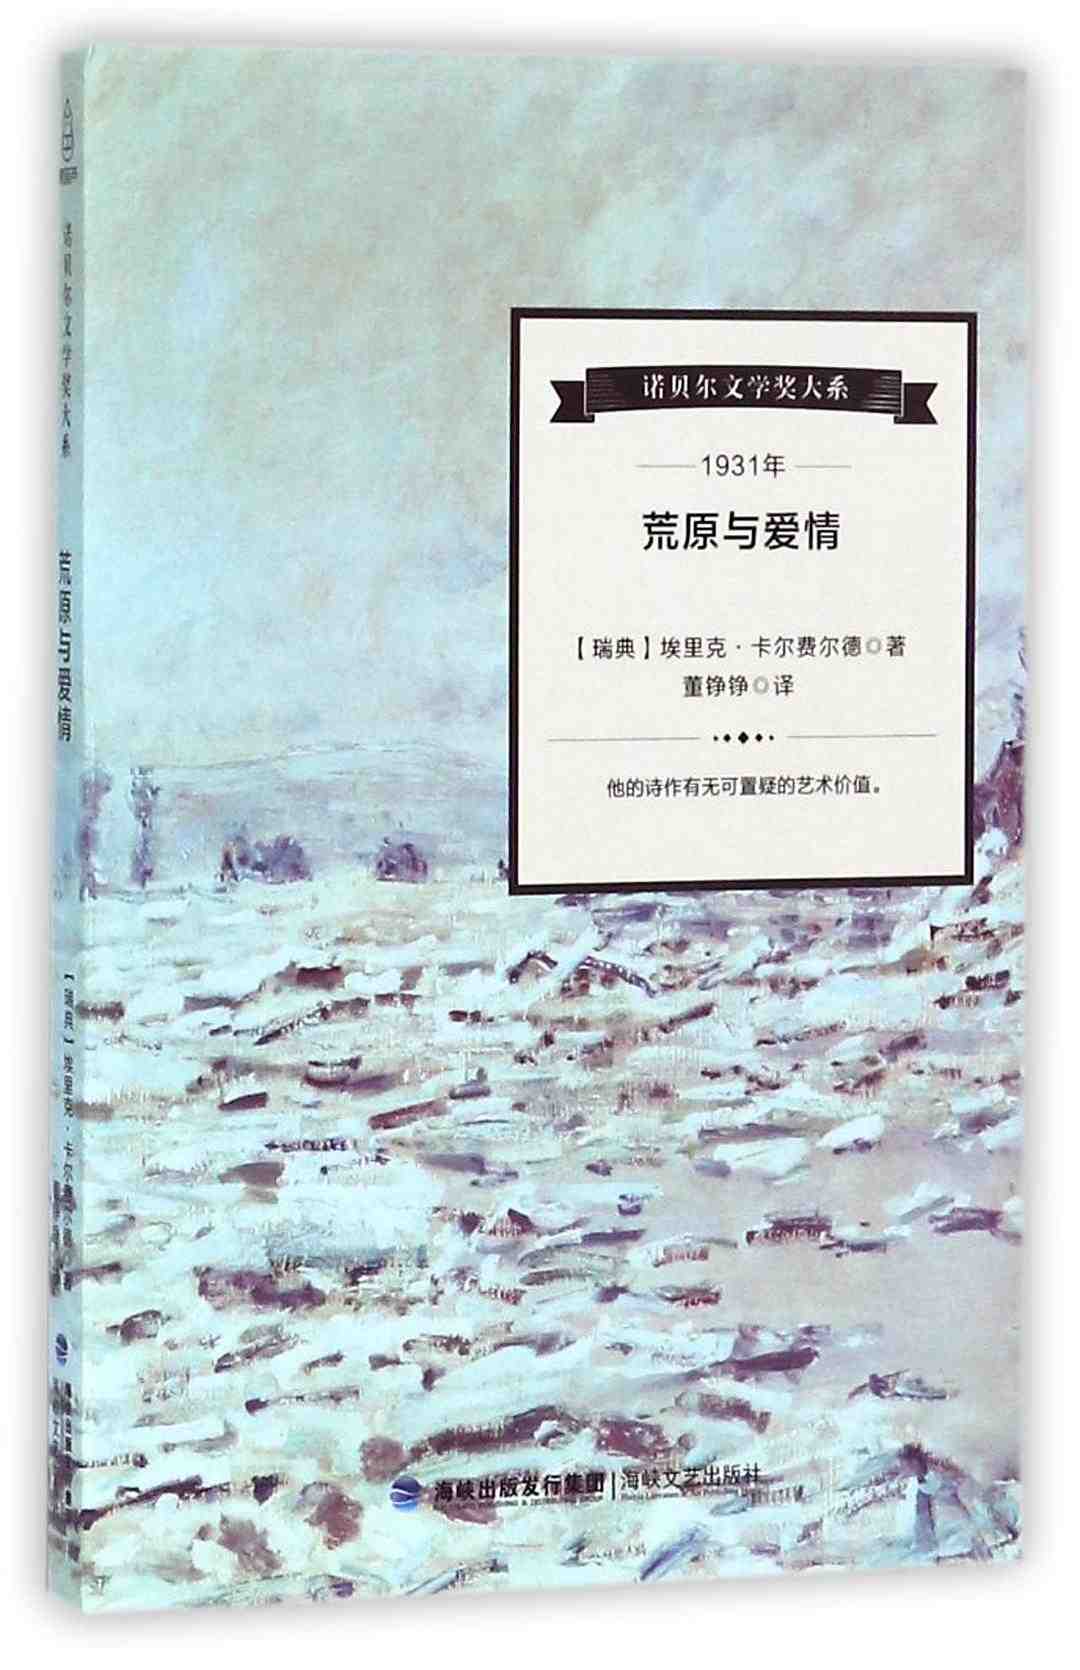 诺贝尔文学奖大系
1931年
荒原与爱情
【瑞典】埃里克·卡尔费尔德◎著
董铮铮◎译
他的诗作有无可置疑的艺术价值。
海峡出版发行集团|海峡文艺出版社
诺贝尔文学奖大系
荒原与爱情
【瑞典】埃里克·卡尔费尔德 著